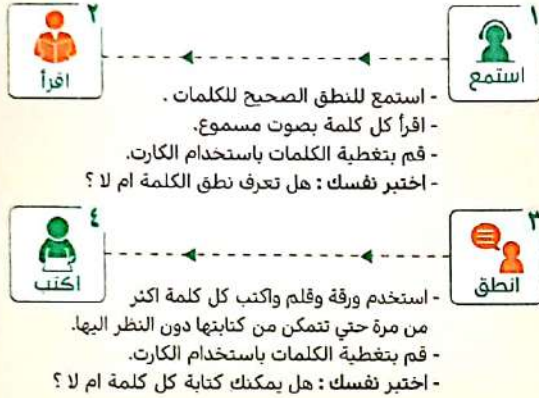 ١
استمع
٢
اقرأ
- استمع للنطق الصحيح للكلمات .
- اقرأ كل كلمة بصوت مسموع.
- قم بتغطية الكلمات باستخدام الكارت.
- اختبر نفسك : هل تعرف نطق الكلمة ام لا ؟
٣
انطق
٤
اكتب
- استخدم ورقة وقلم واكتب كل كلمة اكثر
من مرة حتي تتمكن من كتابتها دون النظر اليها.
- قم بتغطية الكلمات باستخدام الكارت.
- اختبر نفسك : هل يمكنك كتابة كل كلمة ام لا ؟